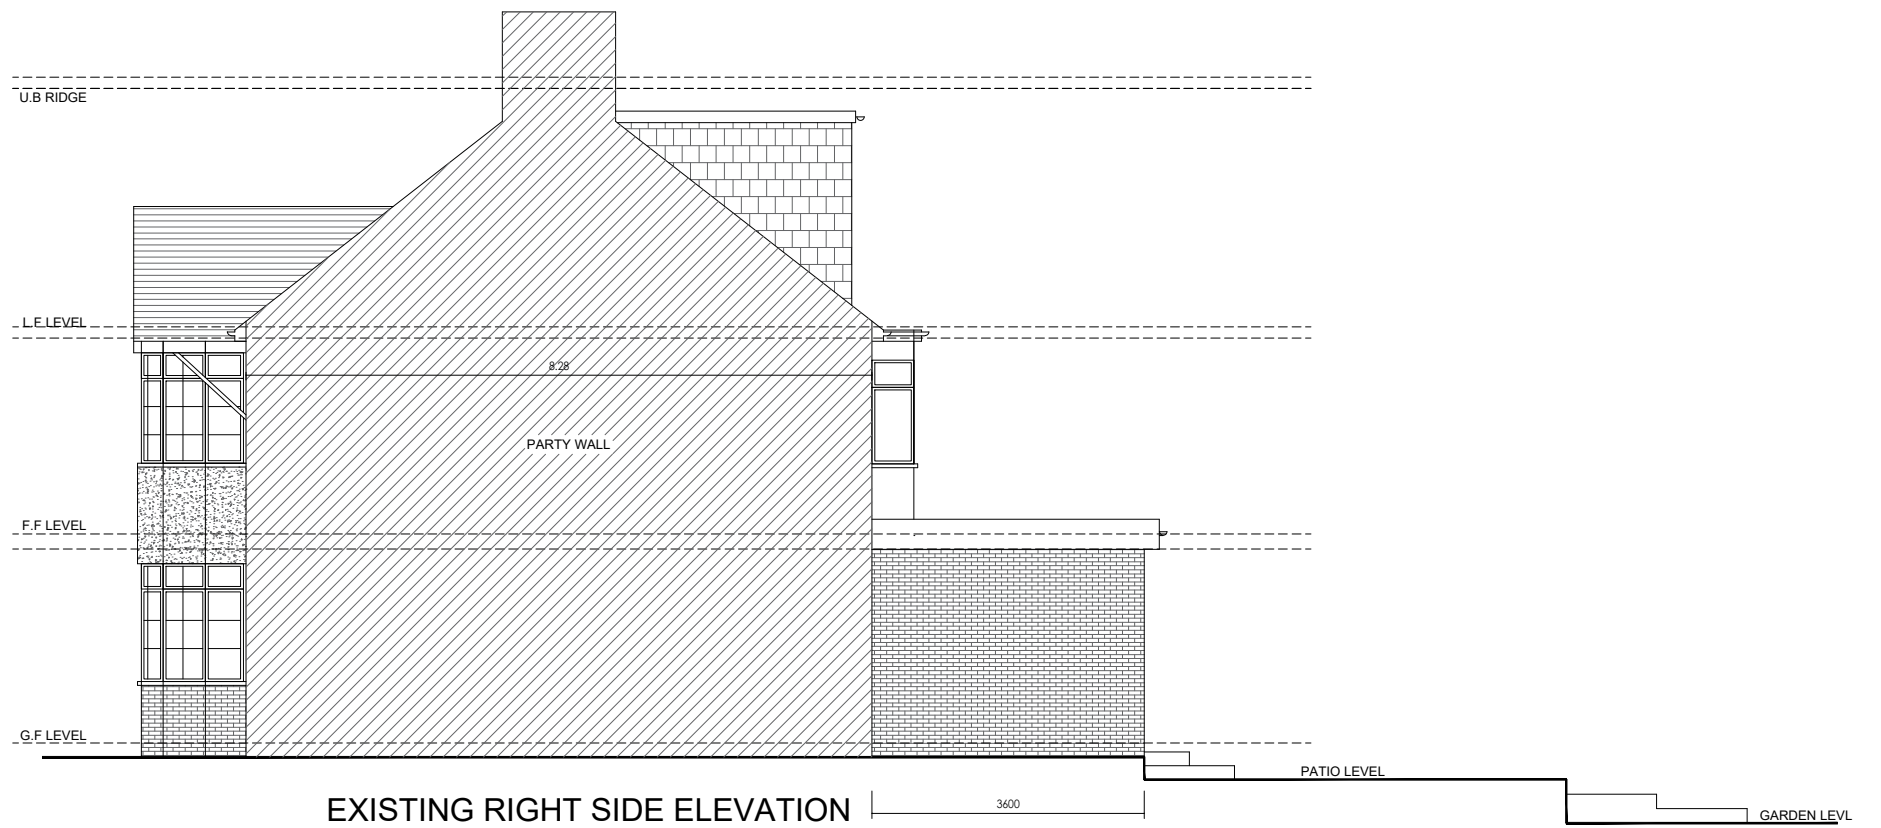 U.B RIDGE
L.F LEVEL
8.28
PARTY WALL
F.F LEVEL
G.F LEVEL
PATIO LEVEL
EXISTING RIGHT SIDE ELEVATION
3600
GARDEN LEVL